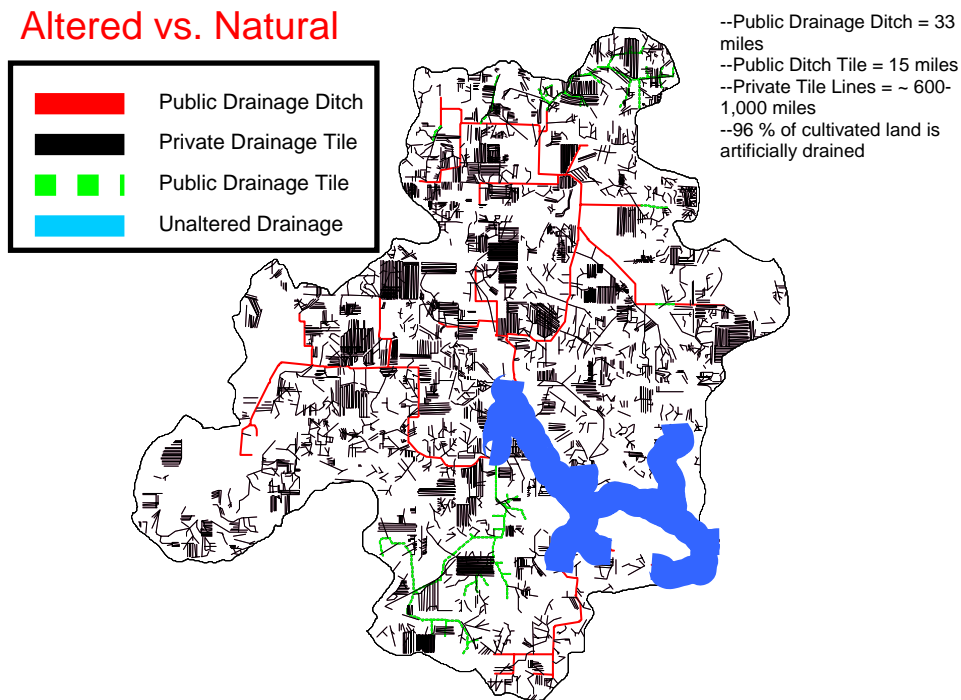 Altered vs. Natural
Public Drainage Ditch
Private Drainage Tile
Public Drainage Tile
Unaltered Drainage
--Public Drainage Ditch = 33
miles
--Public Ditch Tile = 15 miles
--Private Tile Lines = ~ 600-
1,000 miles
--96 % of cultivated land is
artificially drained